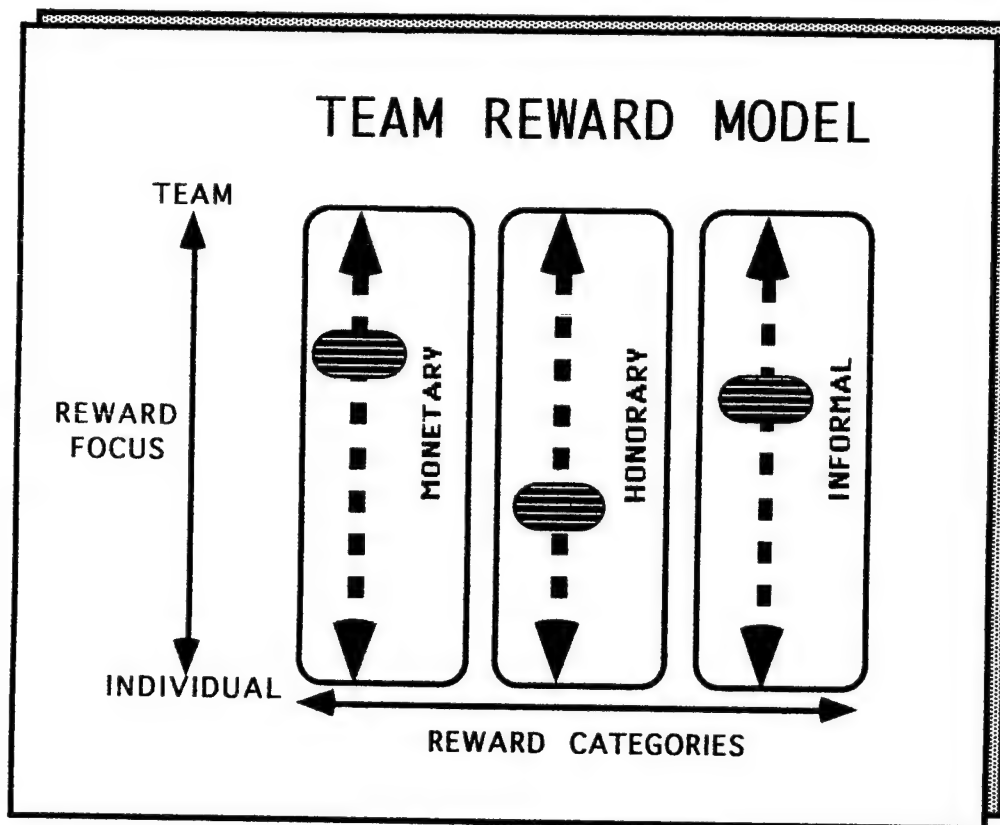 TEAM REWARD MODEL
TEAM
REWARD
FOCUS
INDIVIDUAL
MONETARY
HONORARY
INFORMAL
REWARD CATEGORIES